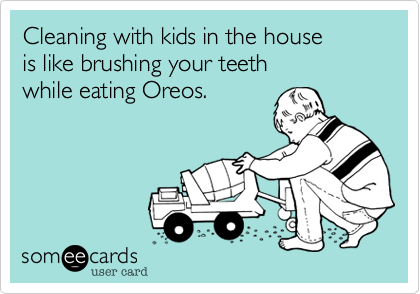 Cleaning with kids in the house
is like brushing your teeth
while eating Oreos.
someecards
user card